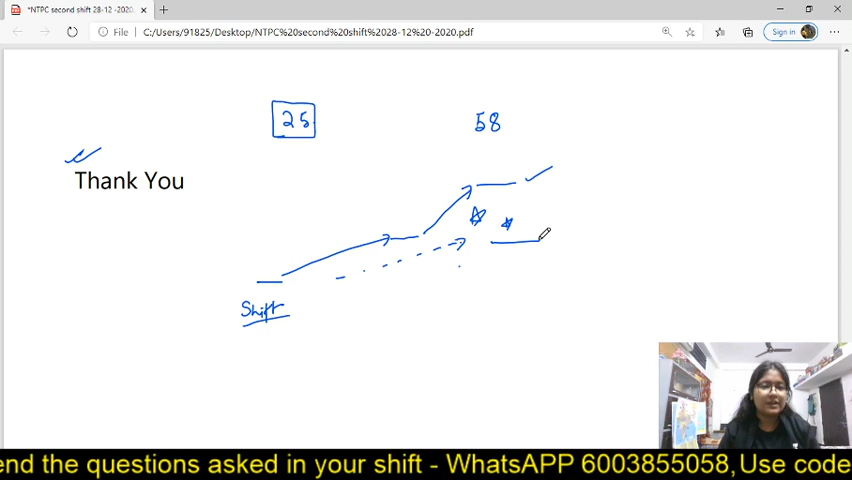 *NTPC second shift 28-12 -2020.
File
C:/Users/91825/Desktop/NTPC%20second%20shift%2028-12%20-2020.pdf
Sign in
25
58
Thank You
Shift
end the questions asked in your shift - WhatsAPP 6003855058, Use code